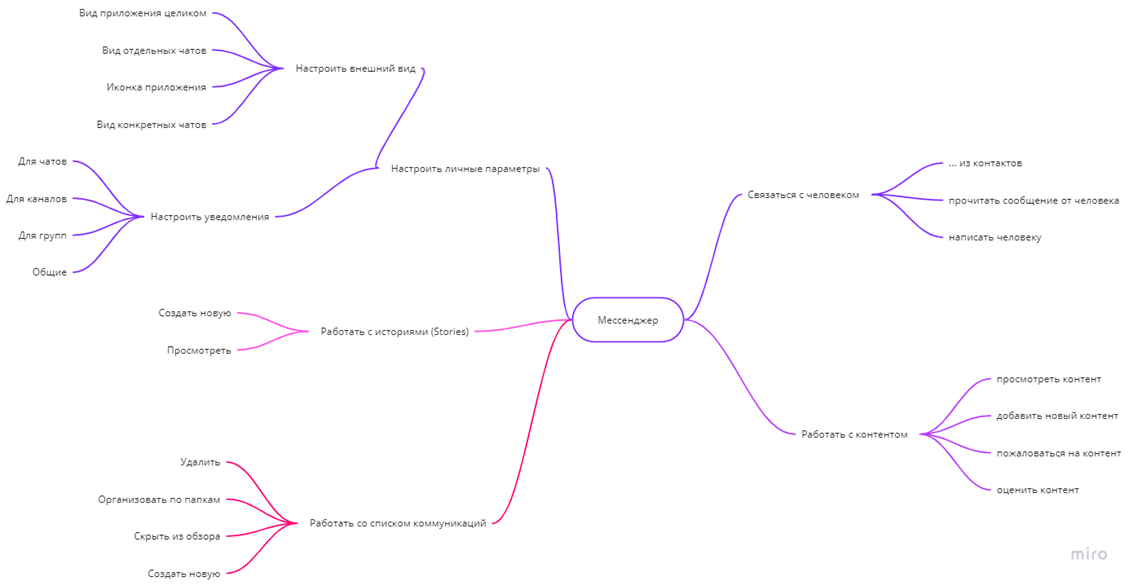 Вид приложения целиком
Вид отдельных чатов
Настроить внешний вид
Иконка приложения
Вид конкретных чатов
Для чатов
Настроить личные параметры
Для каналов
Настроить уведомления
Для групп
Общие
Создать новую
Работать с историями (Stories)
Просмотреть
Удалить
Организовать по папкам
Работать со списком коммуникаций
Скрыть из обзора
Создать новую
Мессенджер
... из контактов
Связаться с человеком
прочитать сообщение от человека
написать человеку
просмотреть контент
добавить новый контент
Работать с контентом
пожаловаться на контент
оценить контент
miro